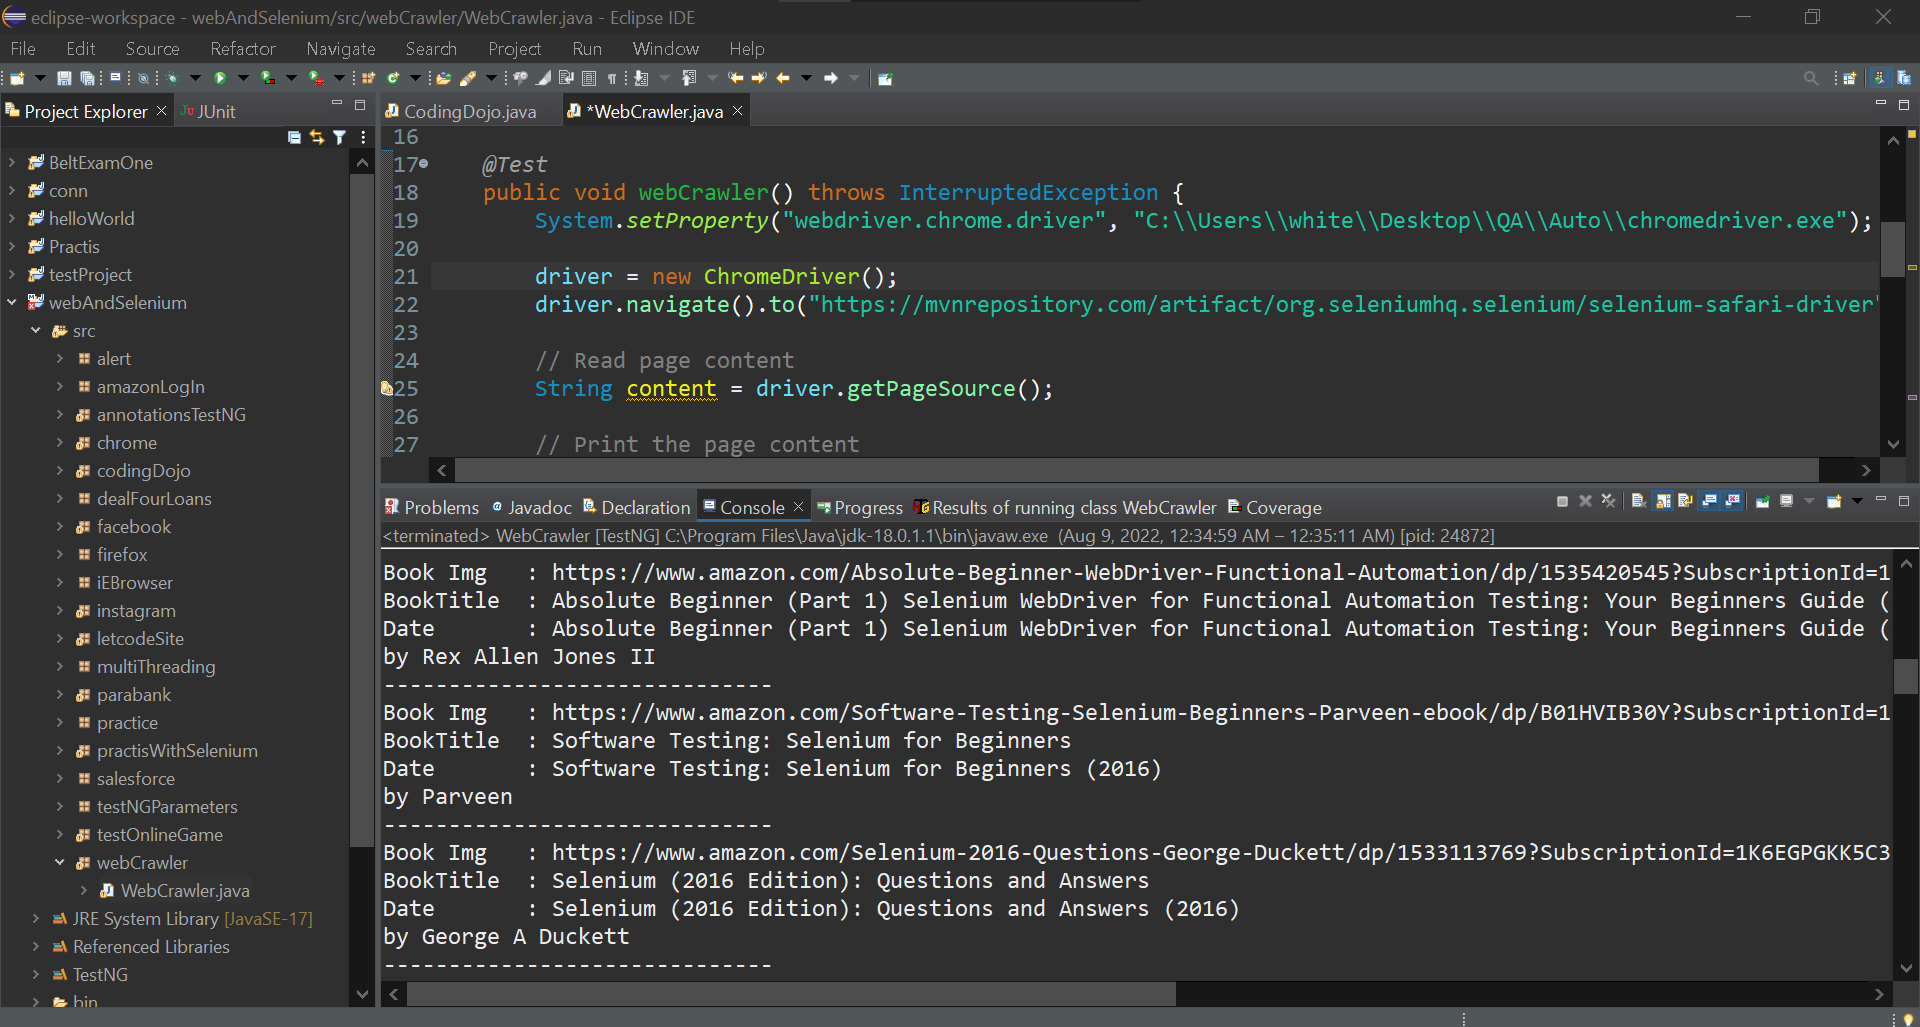 eclipse-workspace - webAndSelenium/src/webCrawler/WebCrawler.java - Eclipse IDE
File Edit Source Refactor Navigate Search Project Run Window Help
Project Explorer
JUnit
BeltExamOne
conn
helloWorld
Practis
testProject
webAndSelenium
src
alert
amazonLogIn
annotationsTestNG
chrome
codingDojo
dealFourLoans
facebook
firefox
iEBrowser
instagram
letcodeSite
multiThreading
parabank
practice
practisWithSelenium
salesforce
testNGParameters
testOnlineGame
webCrawler
WebCrawler.java
JRE System Library [JavaSE-17]
Referenced Libraries
TestNG
bin
CodingDojo.java
*WebCrawler.java
16
17 @Test
18 public void webCrawler() throws InterruptedException {
19 System.setProperty("webdriver.chrome.driver", "C:\\Users\\white\\Desktop\\QA\\Auto\\chromedriver.exe");
20
21 driver = new ChromeDriver();
22 driver.navigate().to("https://mvnrepository.com/artifact/org.seleniumhq.selenium/selenium-safari-driver"
23
24 // Read page content
25 String content = driver.getPageSource();
26
27 // Print the page content
Problems Javadoc Declaration Console Progress Results of running class WebCrawler Coverage
<terminated> WebCrawler [TestNG] C:\Program Files\Java\jdk-18.0.1.1\bin\javaw.exe (Aug 9, 2022, 12:34:59 AM – 12:35:11 AM) [pid: 24872]
Book Img : https://www.amazon.com/Absolute-Beginner-WebDriver-Functional-Automation/dp/1535420545?SubscriptionId=1
BookTitle : Absolute Beginner (Part 1) Selenium WebDriver for Functional Automation Testing: Your Beginners Guide (
Date : Absolute Beginner (Part 1) Selenium WebDriver for Functional Automation Testing: Your Beginners Guide (
by Rex Allen Jones II
------------------------------
Book Img : https://www.amazon.com/Software-Testing-Selenium-Beginners-Parveen-ebook/dp/B01HVIB30Y?SubscriptionId=1
BookTitle : Software Testing: Selenium for Beginners
Date : Software Testing: Selenium for Beginners (2016)
by Parveen
------------------------------
Book Img : https://www.amazon.com/Selenium-2016-Questions-George-Duckett/dp/1533113769?SubscriptionId=1K6EGPGKK5C3
BookTitle : Selenium (2016 Edition): Questions and Answers
Date : Selenium (2016 Edition): Questions and Answers (2016)
by George A Duckett
------------------------------